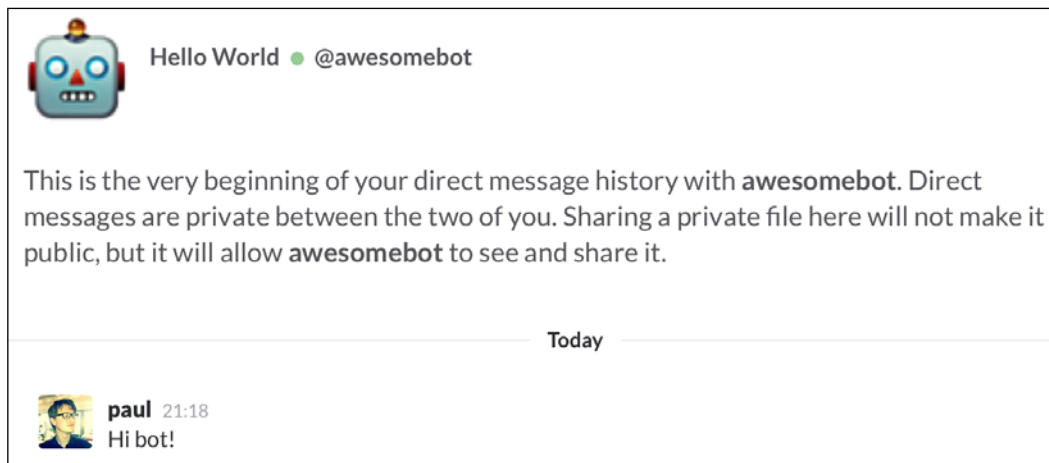 Hello World @awesomebot
This is the very beginning of your direct message history with awesomebot. Direct
messages are private between the two of you. Sharing a private file here will not make it
public, but it will allow awesomebot to see and share it.
Today
paul 21:18
Hi bot!